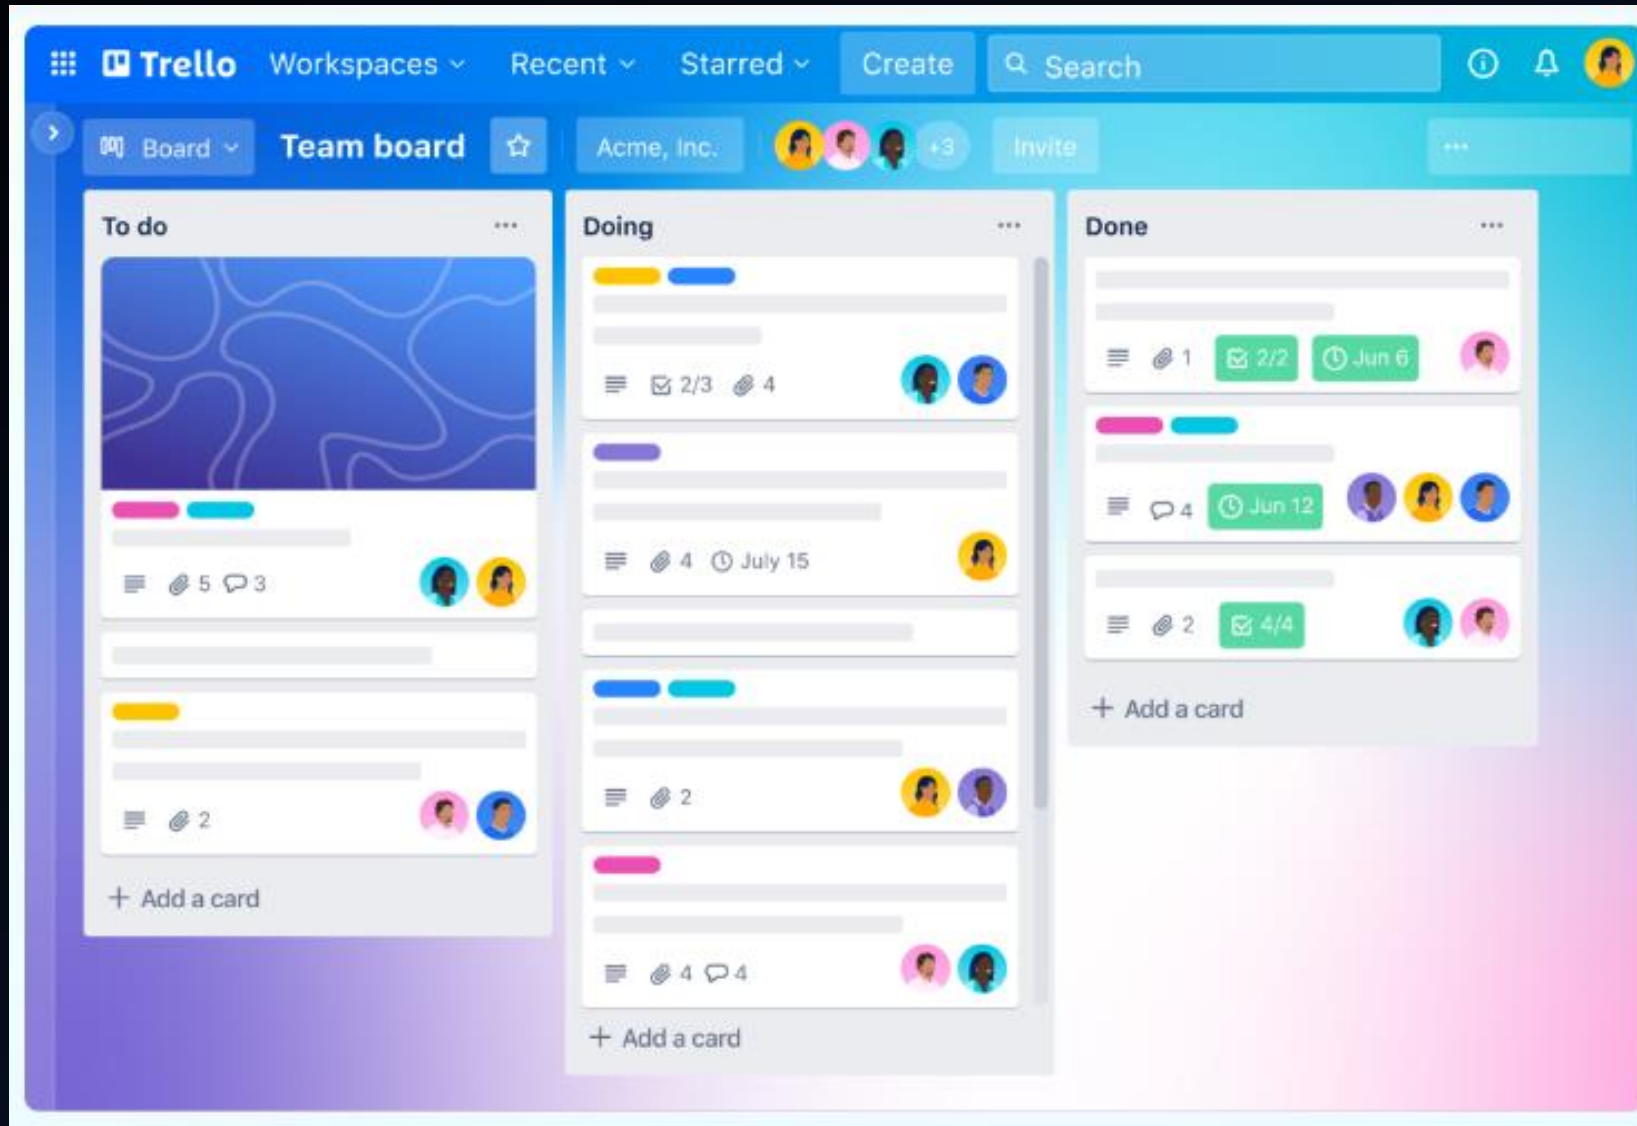 Trello Workspaces Recent Starred Create Search
Board Team board Acme, Inc. +3 Invite
To do
5 3
2
+ Add a card
Doing
2/3 4
4 July 15
2
4 4
+ Add a card
Done
1 2/2 Jun 6
4 Jun 12
2 4/4
+ Add a card